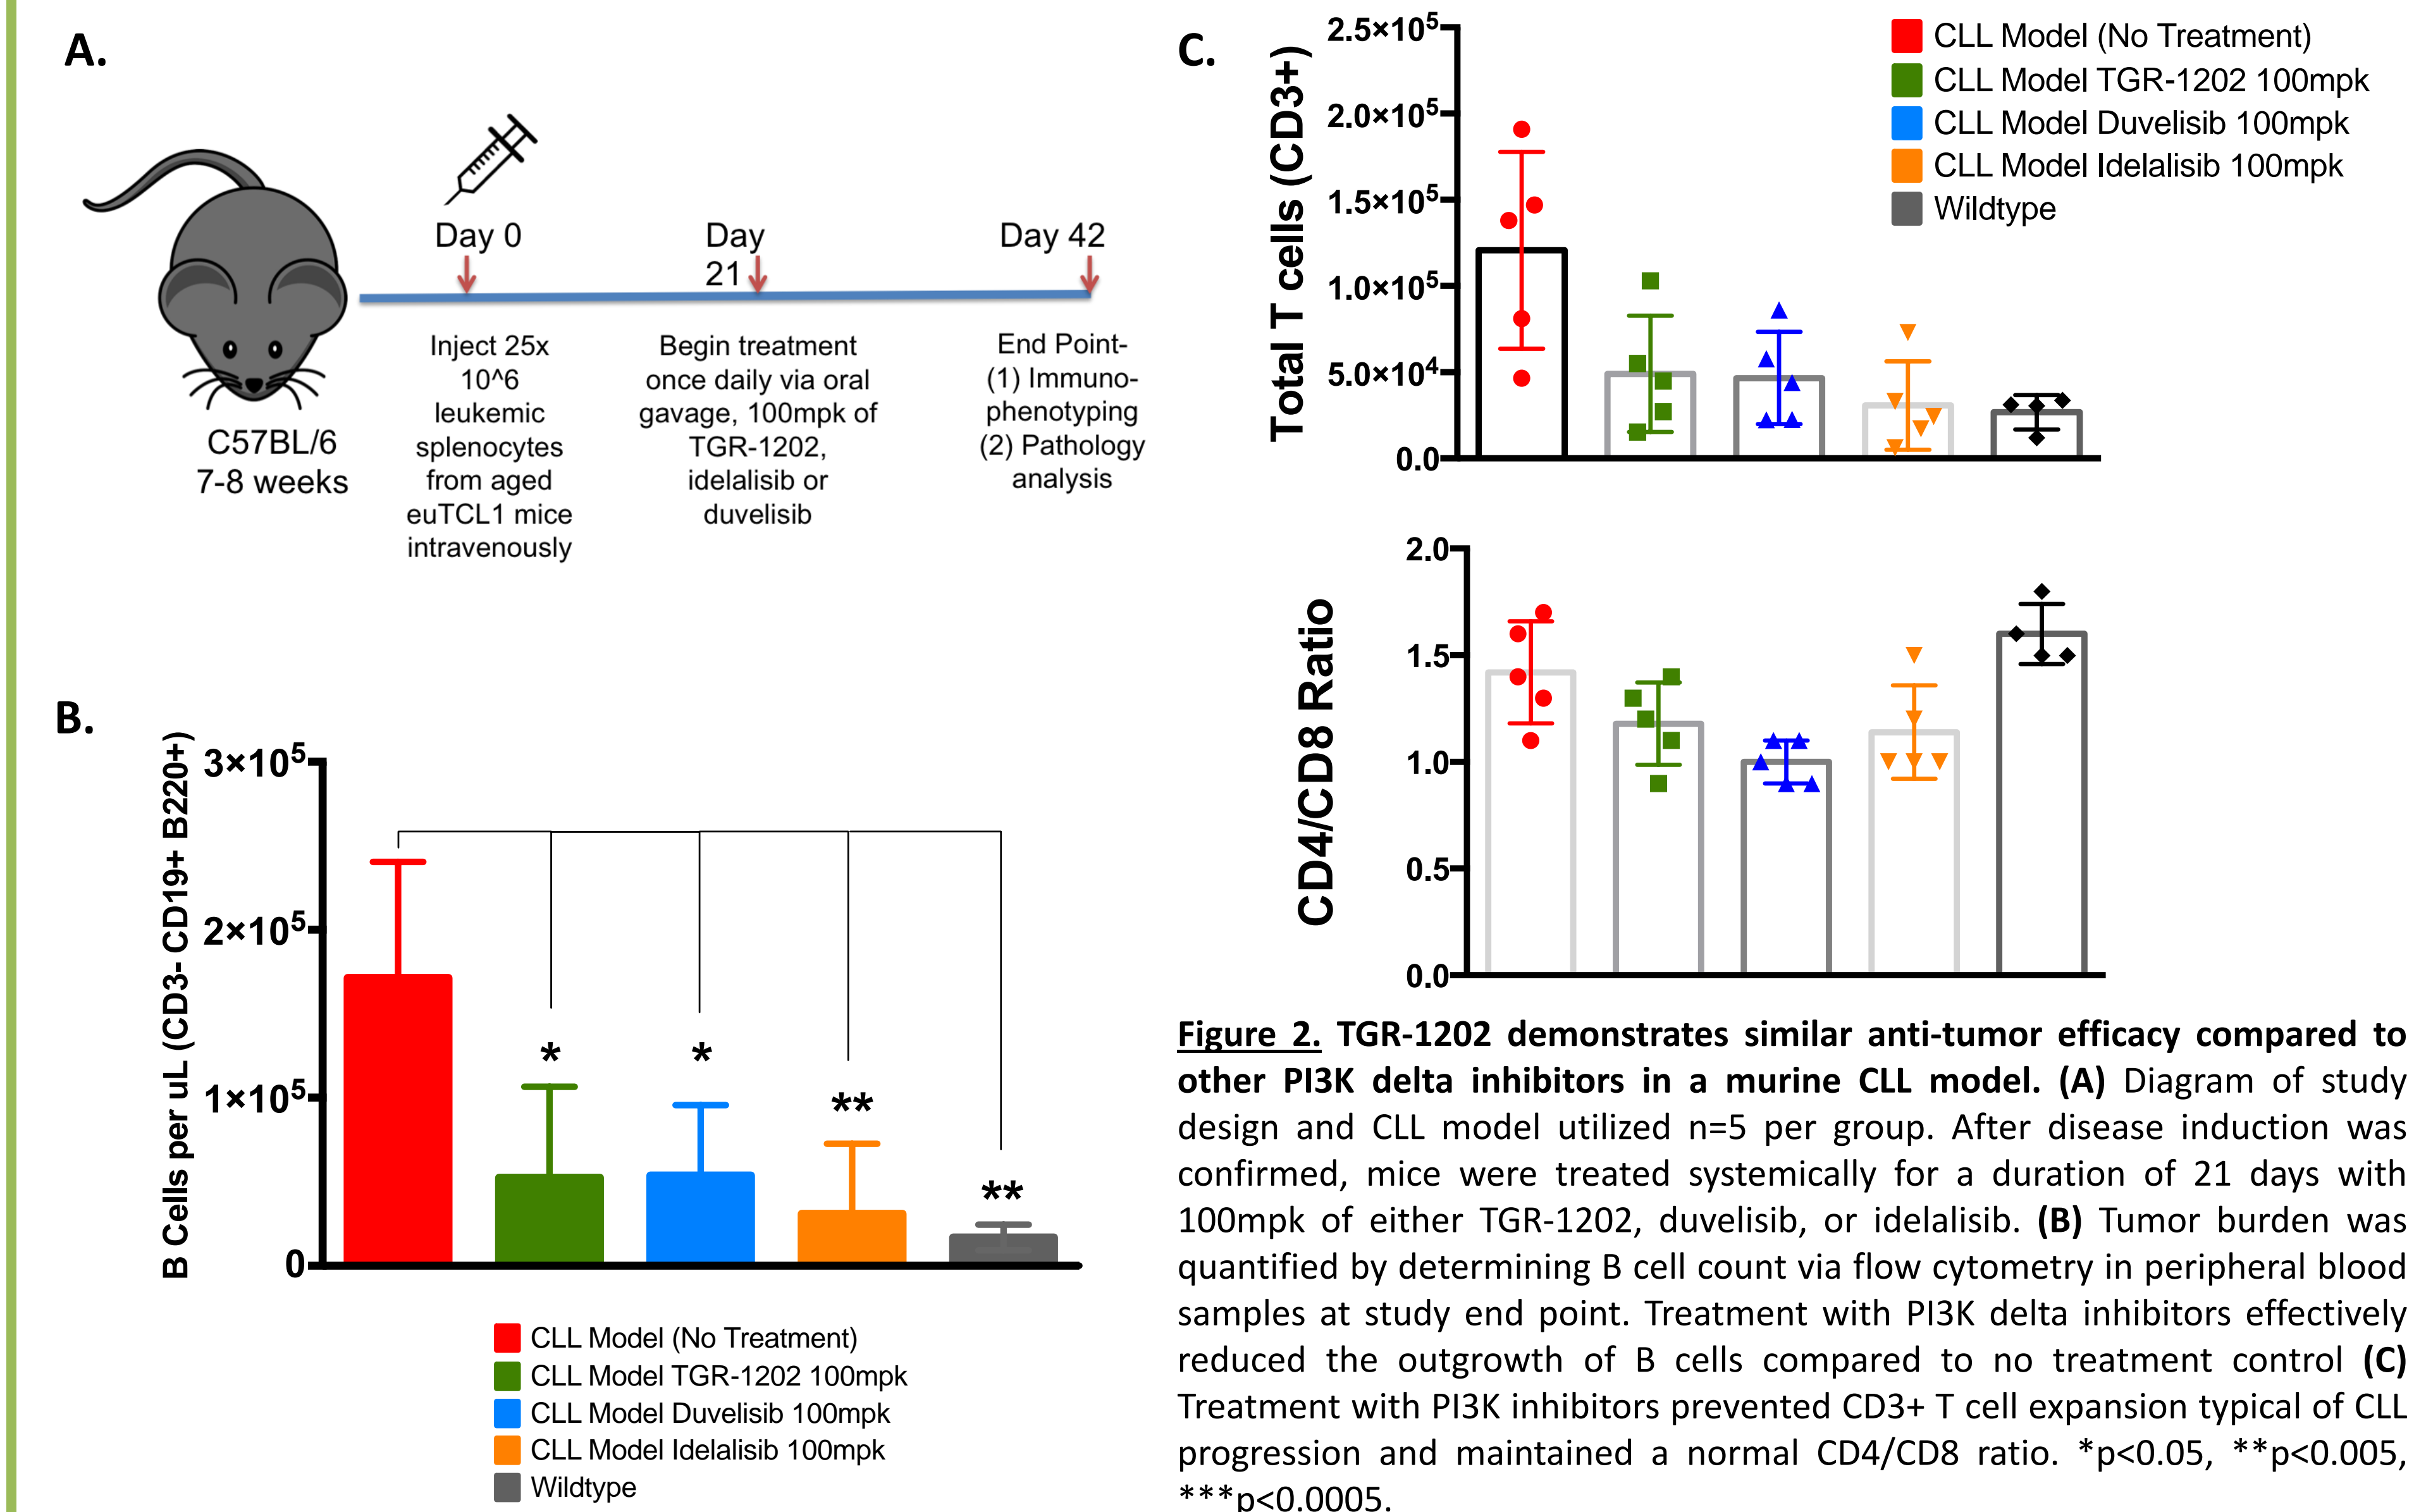 A.
Day 0
Day
21
Day 42
C57BL/6
7-8 weeks
Inject 25x
10^6
leukemic
splenocytes
from aged
euTCL1 mice
intravenously
Begin treatment
once daily via oral
gavage, 100mpk of
TGR-1202,
idelalisib or
duvelisib
End Point-
(1) Immuno-
phenotyping
(2) Pathology
analysis
B.
B Cells per uL (CD3- CD19+ B220+)
3×10⁵
2×10⁵
1×10⁵
0
*
*
**
**
CLL Model (No Treatment)
CLL Model TGR-1202 100mpk
CLL Model Duvelisib 100mpk
CLL Model Idelalisib 100mpk
Wildtype
C.
Total T cells (CD3+)
2.5×10⁵
2.0×10⁵
1.5×10⁵
1.0×10⁵
5.0×10⁴
0.0
CLL Model (No Treatment)
CLL Model TGR-1202 100mpk
CLL Model Duvelisib 100mpk
CLL Model Idelalisib 100mpk
Wildtype
CD4/CD8 Ratio
2.0
1.5
1.0
0.5
0.0
Figure 2. TGR-1202 demonstrates similar anti-tumor efficacy compared to
other PI3K delta inhibitors in a murine CLL model. (A) Diagram of study
design and CLL model utilized n=5 per group. After disease induction was
confirmed, mice were treated systemically for a duration of 21 days with
100mpk of either TGR-1202, duvelisib, or idelalisib. (B) Tumor burden was
quantified by determining B cell count via flow cytometry in peripheral blood
samples at study end point. Treatment with PI3K delta inhibitors effectively
reduced the outgrowth of B cells compared to no treatment control (C)
Treatment with PI3K inhibitors prevented CD3+ T cell expansion typical of CLL
progression and maintained a normal CD4/CD8 ratio. *p<0.05, **p<0.005,
***p<0.0005.